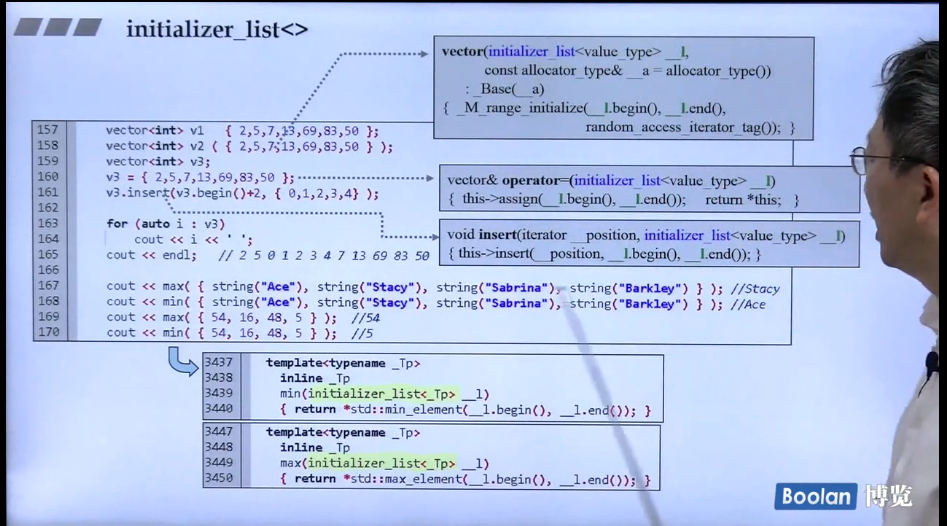 initializer_list<>
vector(initializer_list<value_type> __l,
const allocator_type& __a = allocator_type())
: _Base(__a)
{ _M_range_initialize(__l.begin(), __l.end(),
random_access_iterator_tag()); }
157 vector<int> v1 { 2,5,7,13,69,83,50 };
158 vector<int> v2 ( { 2,5,7,13,69,83,50 } );
159 vector<int> v3;
160 v3 = { 2,5,7,13,69,83,50 };
161 v3.insert(v3.begin()+2, { 0,1,2,3,4} );
162
163 for (auto i : v3)
164 cout << i << ' ';
165 cout << endl; // 2 5 0 1 2 3 4 7 13 69 83 50
166
167 cout << max( { string("Ace"), string("Stacy"), string("Sabrina"), string("Barkley") } ); //Stacy
168 cout << min( { string("Ace"), string("Stacy"), string("Sabrina"), string("Barkley") } ); //Ace
169 cout << max( { 54, 16, 48, 5 } ); //54
170 cout << min( { 54, 16, 48, 5 } ); //5
vector& operator=(initializer_list<value_type> __l)
{ this->assign(__l.begin(), __l.end()); return *this; }
void insert(iterator __position, initializer_list<value_type> __l)
{ this->insert(__position, __l.begin(), __l.end()); }
3437 template<typename _Tp>
3438 inline _Tp
3439 min(initializer_list<_Tp> __l)
3440 { return *std::min_element(__l.begin(), __l.end()); }
3447 template<typename _Tp>
3448 inline _Tp
3449 max(initializer_list<_Tp> __l)
3450 { return *std::max_element(__l.begin(), __l.end()); }
Boolan 博览